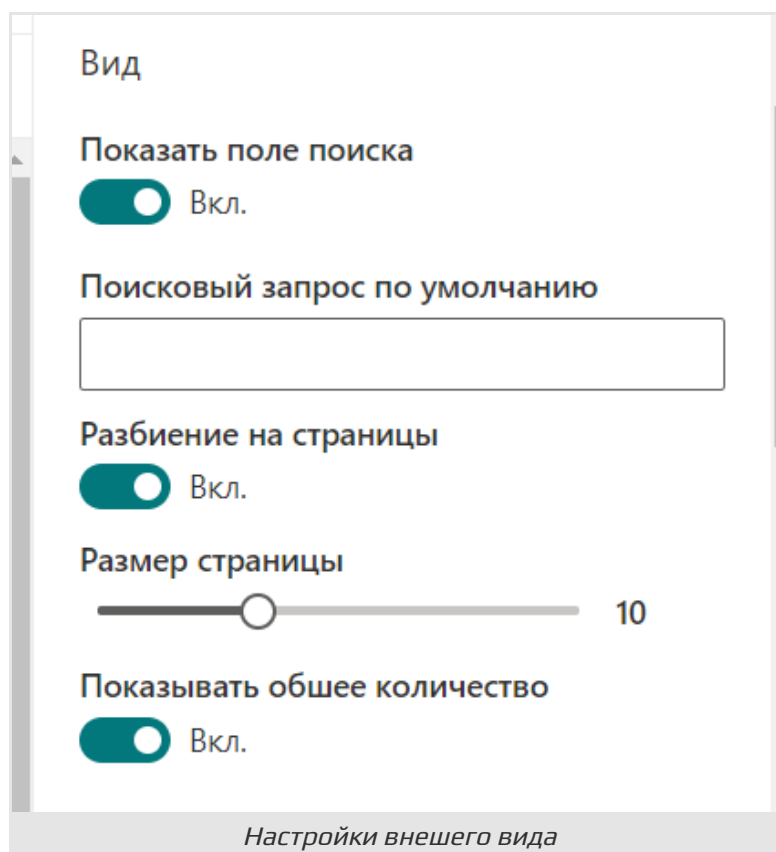 Вид
Показать поле поиска
Вкл.
Поисковый запрос по умолчанию
Разбиение на страницы
Вкл.
Размер страницы
10
Показывать обшее количество
Вкл.
Настройки внешего вида